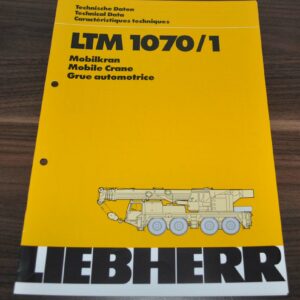 Technische Daten
Technical Data
Caractéristiques techniques
LTM 1070/1
Mobilkran
Mobile Crane
Grue automotrice
LIEBHERR